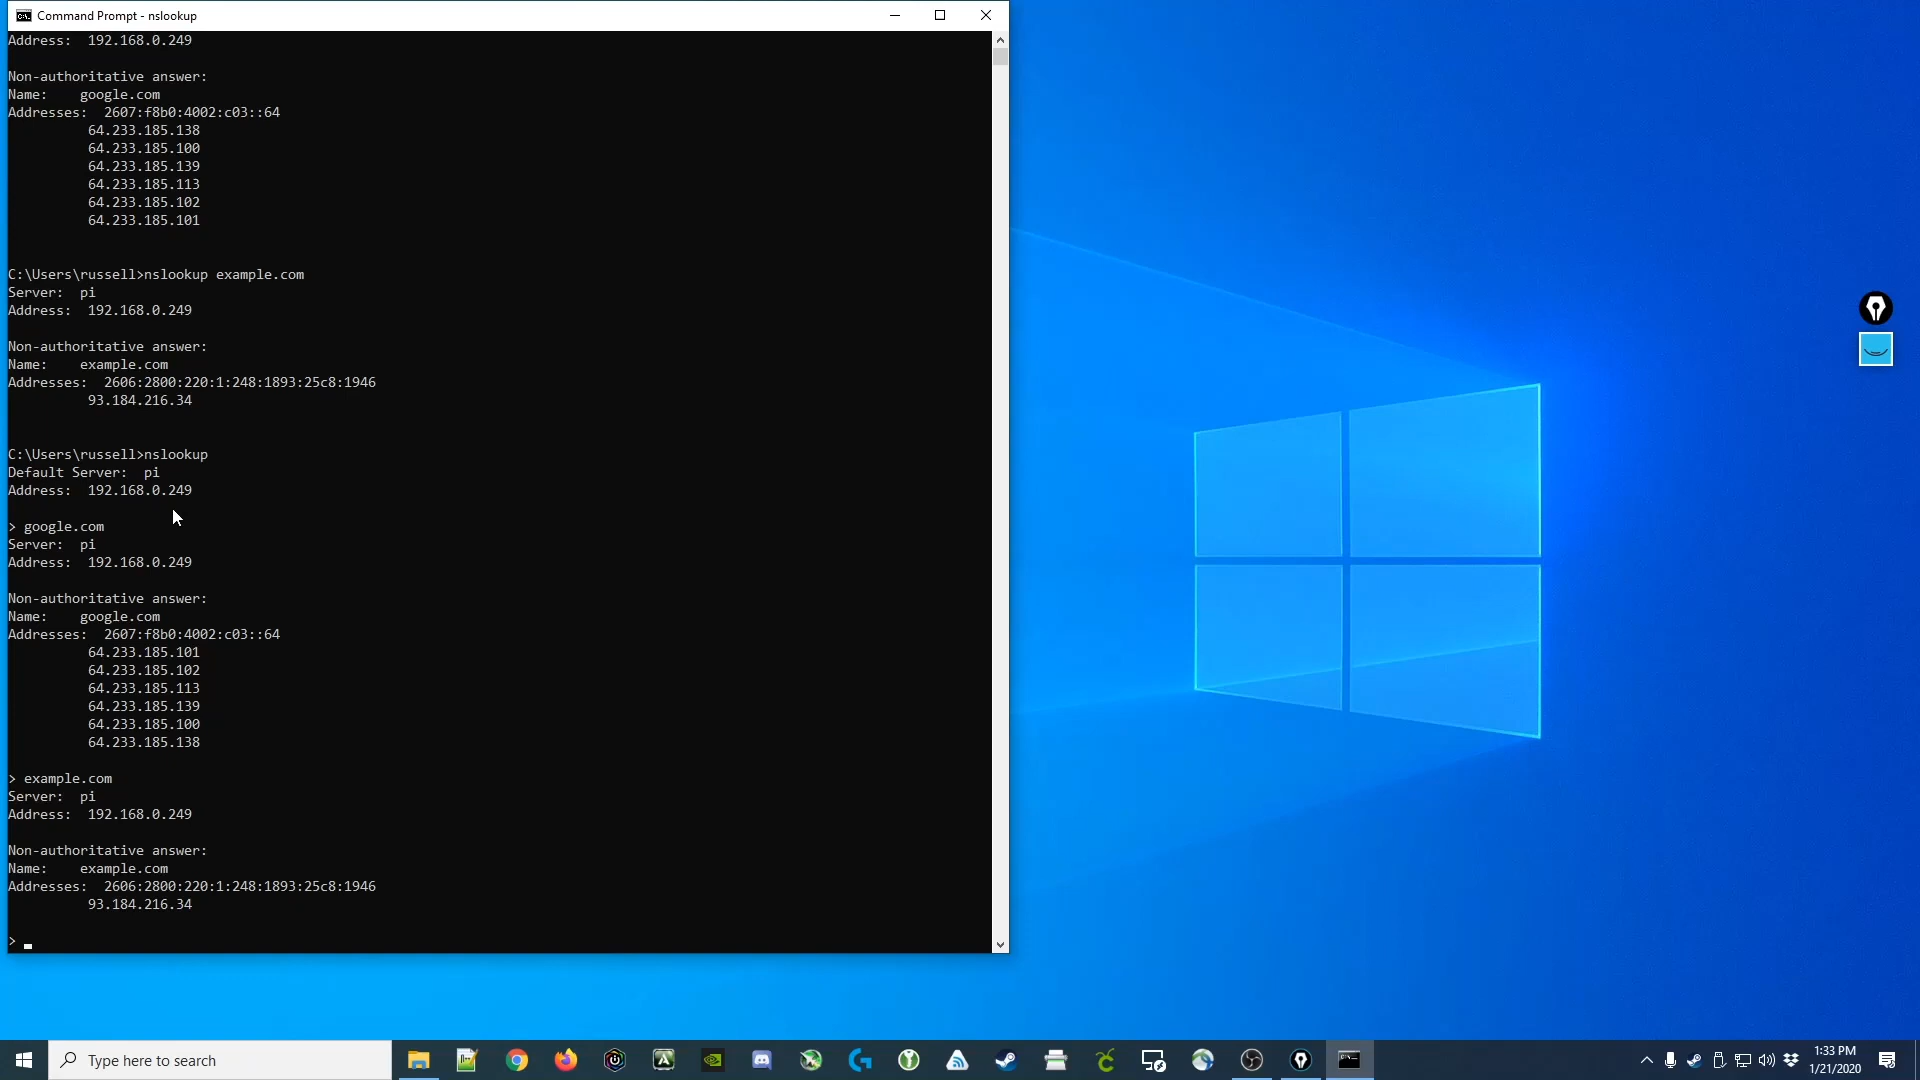 Command Prompt - nslookup
Address:  192.168.0.249
Non-authoritative answer:
Name:    google.com
Addresses:  2607:f8b0:4002:c03::64
64.233.185.138
64.233.185.100
64.233.185.139
64.233.185.113
64.233.185.102
64.233.185.101
C:\Users\russell>nslookup example.com
Server:  pi
Address:  192.168.0.249
Non-authoritative answer:
Name:    example.com
Addresses:  2606:2800:220:1:248:1893:25c8:1946
93.184.216.34
C:\Users\russell>nslookup
Default Server:  pi
Address:  192.168.0.249
> google.com
Server:  pi
Address:  192.168.0.249
Non-authoritative answer:
Name:    google.com
Addresses:  2607:f8b0:4002:c03::64
64.233.185.101
64.233.185.102
64.233.185.113
64.233.185.139
64.233.185.100
64.233.185.138
> example.com
Server:  pi
Address:  192.168.0.249
Non-authoritative answer:
Name:    example.com
Addresses:  2606:2800:220:1:248:1893:25c8:1946
93.184.216.34
>
Type here to search
1:33 PM
1/21/2020